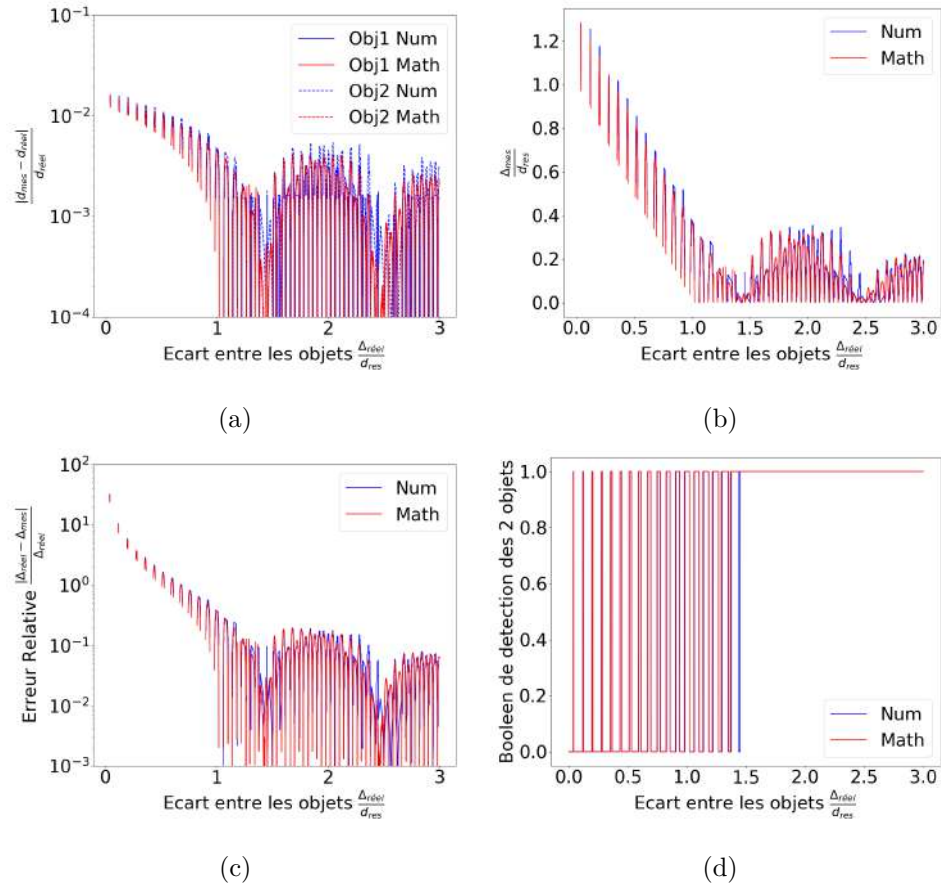 10⁻¹
10⁻²
10⁻³
10⁻⁴
|d_mes − d_réel|
d_réel
Obj1 Num
Obj1 Math
Obj2 Num
Obj2 Math
0 1 2 3
Ecart entre les objets Δ_réel/d_res
(a)
1.2
1.0
0.8
0.6
0.4
0.2
0.0
Δ_mes
d_res
Num
Math
0.0 0.5 1.0 1.5 2.0 2.5 3.0
Ecart entre les objets Δ_réel/d_res
(b)
10²
10¹
10⁰
10⁻¹
10⁻²
10⁻³
Erreur Relative |Δ_réel − Δ_mes|/Δ_réel
Num
Math
0 1 2 3
Ecart entre les objets Δ_réel/d_res
(c)
1.0
0.8
0.6
0.4
0.2
0.0
Booleen de detection des 2 objets
Num
Math
0.0 0.5 1.0 1.5 2.0 2.5 3.0
Ecart entre les objets Δ_réel/d_res
(d)